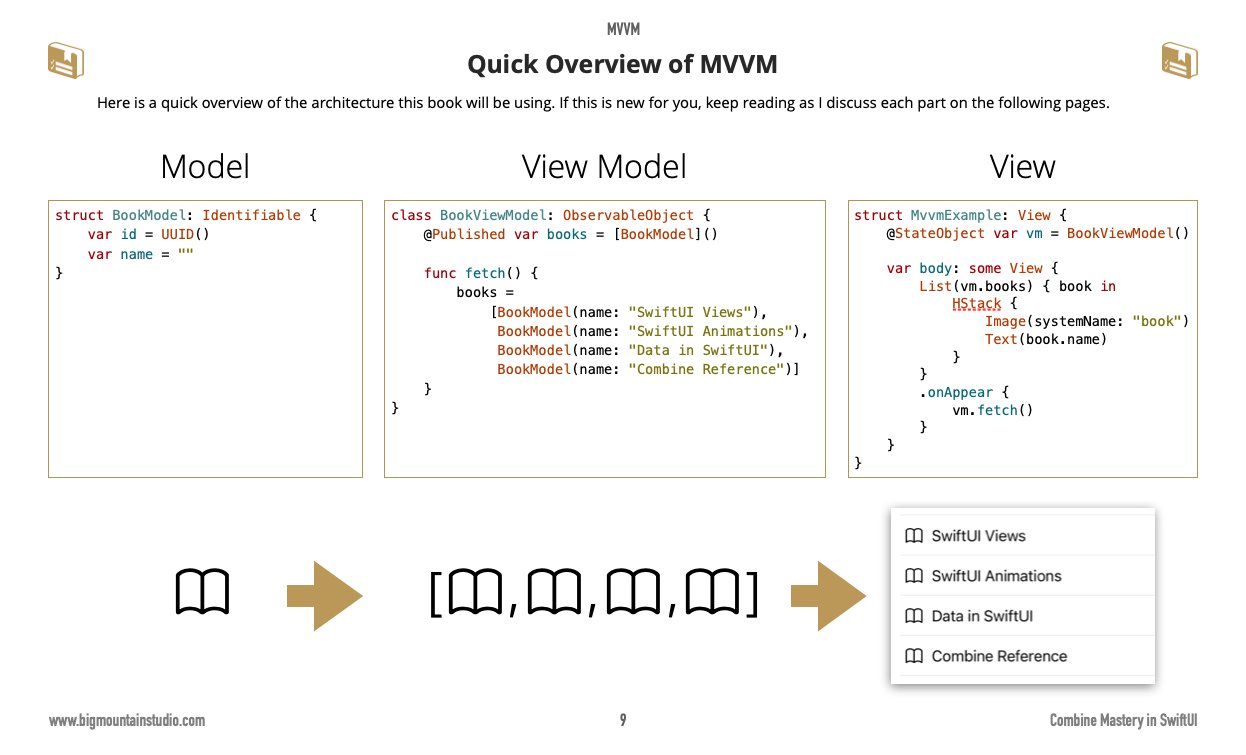 MVVM
Quick Overview of MVVM
Here is a quick overview of the architecture this book will be using. If this is new for you, keep reading as I discuss each part on the following pages.
Model
struct BookModel: Identifiable {
    var id = UUID()
    var name = ""
}
View Model
class BookViewModel: ObservableObject {
    @Published var books = [BookModel]()

    func fetch() {
        books =
            [BookModel(name: "SwiftUI Views"),
             BookModel(name: "SwiftUI Animations"),
             BookModel(name: "Data in SwiftUI"),
             BookModel(name: "Combine Reference")]
    }
}
View
struct MvvmExample: View {
    @StateObject var vm = BookViewModel()

    var body: some View {
        List(vm.books) { book in
            HStack {
                Image(systemName: "book")
                Text(book.name)
            }
        }
        .onAppear {
            vm.fetch()
        }
    }
}
[ , , , ]
SwiftUI Views
SwiftUI Animations
Data in SwiftUI
Combine Reference
www.bigmountainstudio.com
9
Combine Mastery in SwiftUI